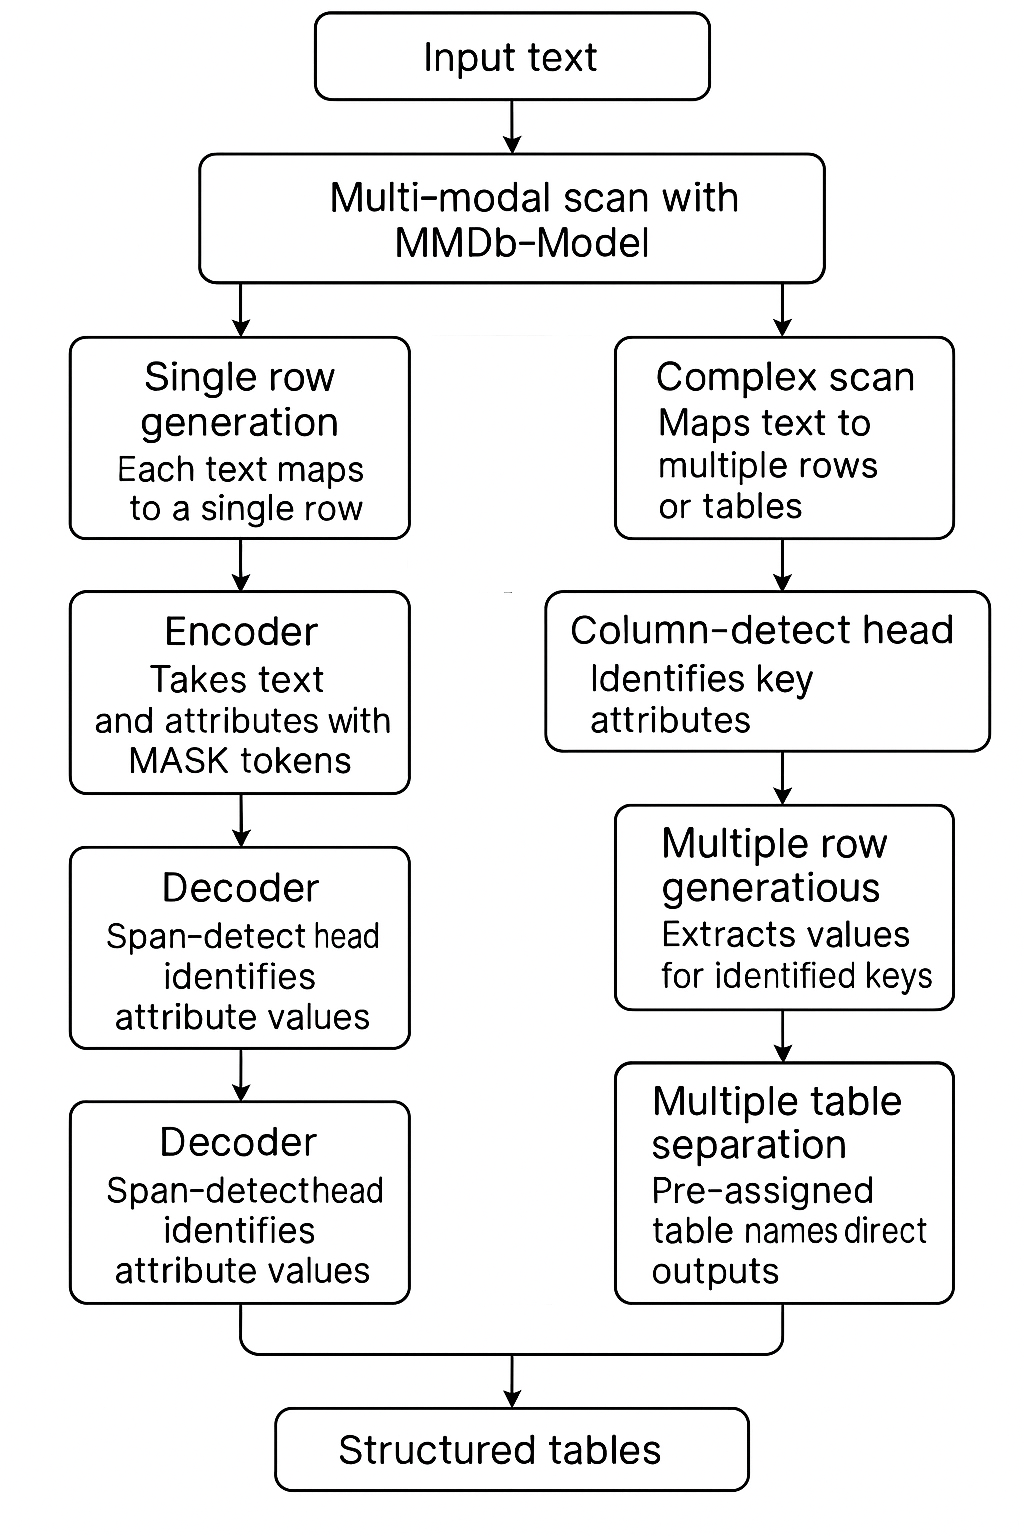 Input text
Multi-modal scan with
MMDb-Model
Single row
generation
Each text maps
to a single row
Encoder
Takes text
and attributes with
MASK tokens
Decoder
Span-detect head
identifies
attribute values
Decoder
Span-detecthead
identifies
attribute values
Complex scan
Maps text to
multiple rows
or tables
Column-detect head
Identifies key
attributes
Multiple row
generatious
Extracts values
for identified keys
Multiple table
separation
Pre-assigned
table names direct
outputs
Structured tables